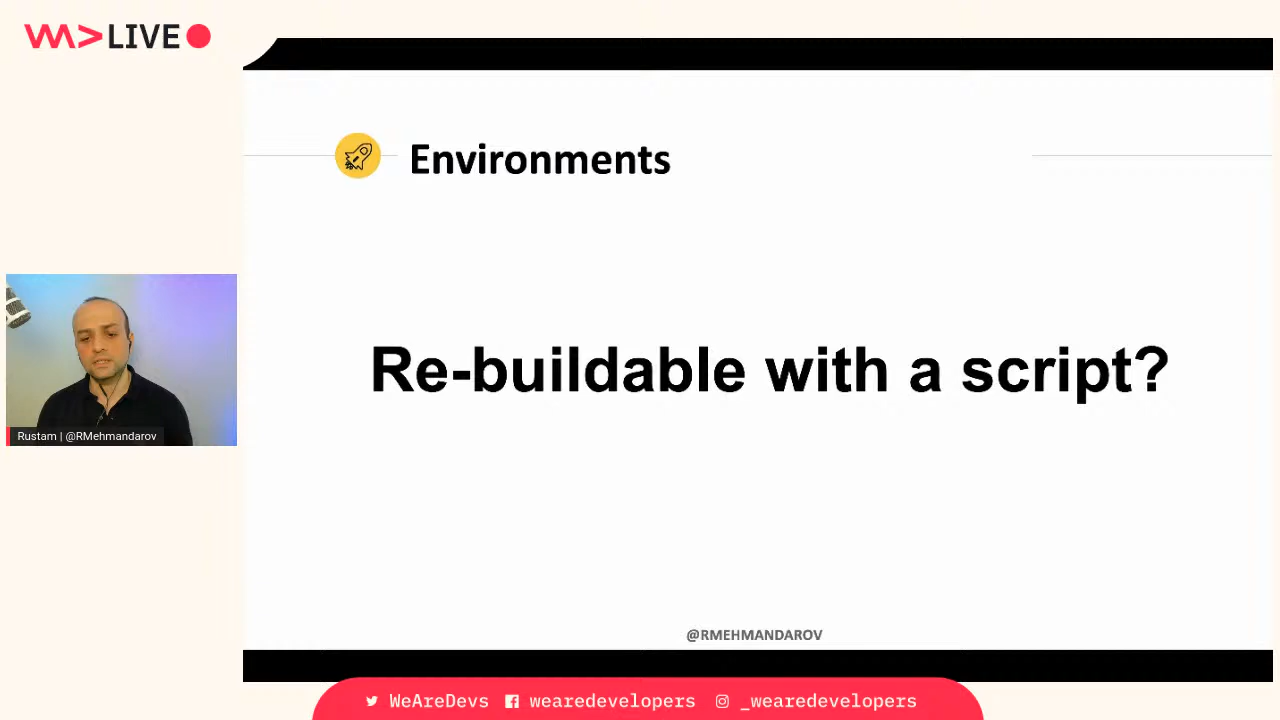 LIVE
Environments
Re-buildable with a script?
Rustam | @RMehmandarov
@RMEHMANDAROV
WeAreDevs wearedevelopers _wearedevelopers